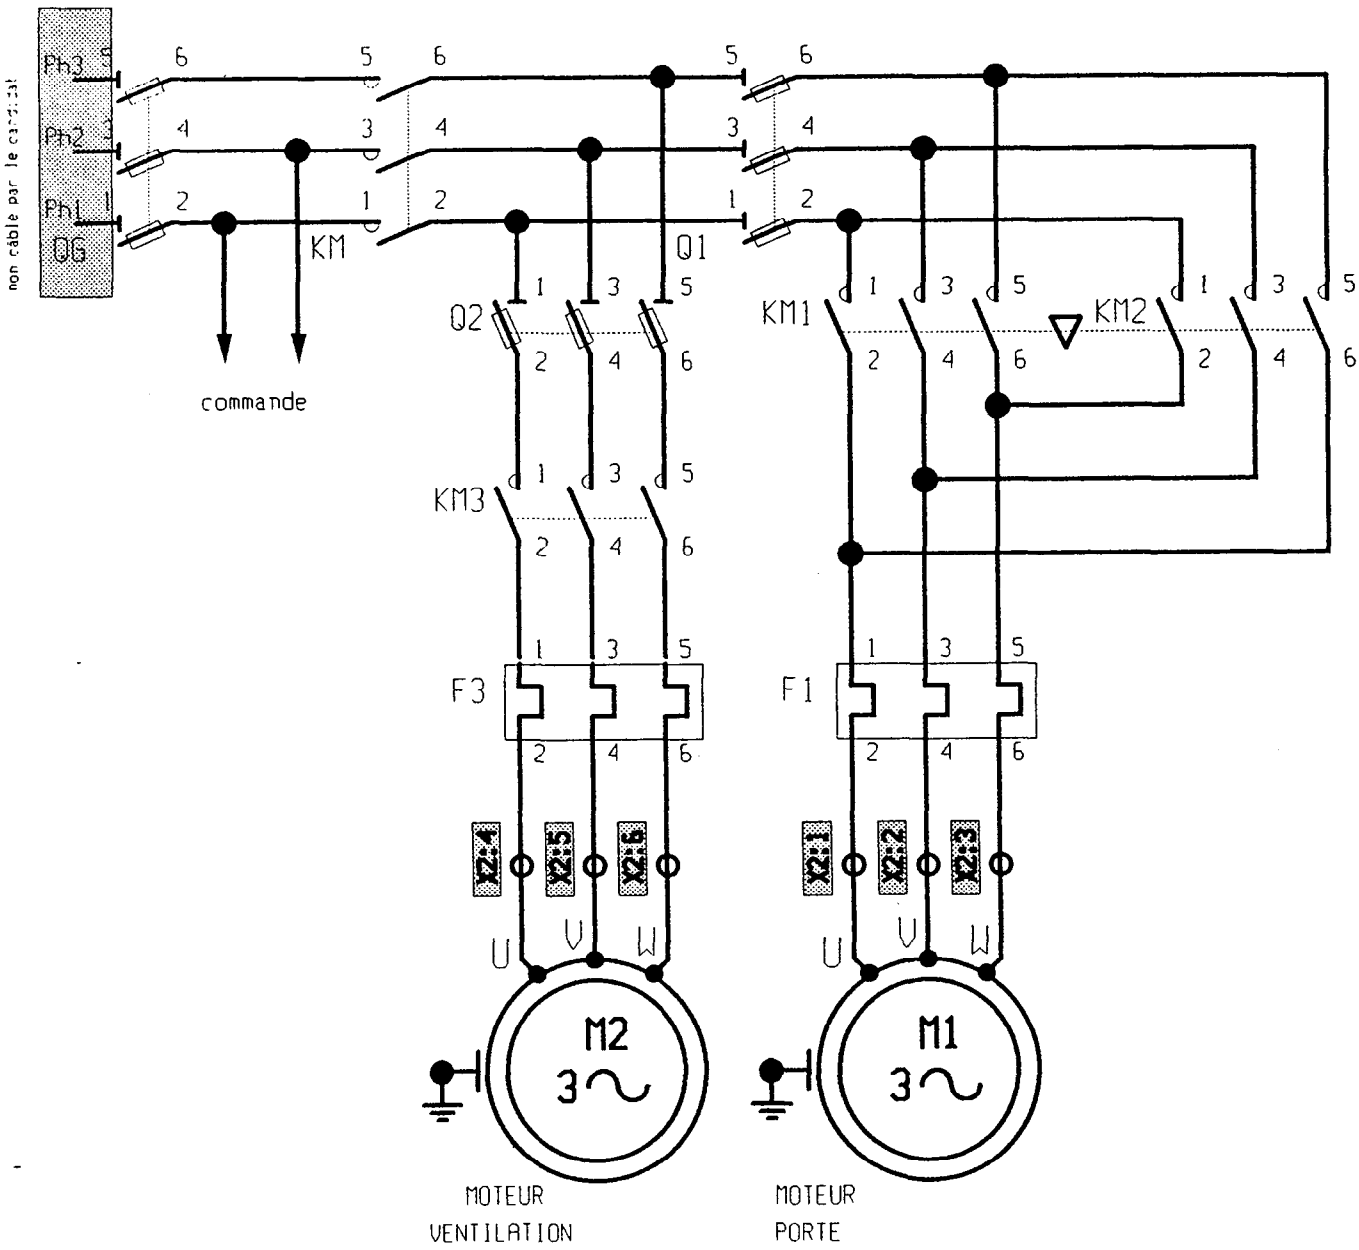 non câblé par le candidat
Ph3 5 6 5 6 5 6
Ph2 3 4 3 4 3 4
Ph1 1 2 1 2 1 2
QG KM Q1
commande
Q2 1 3 5
2 4 6
KM1 1 3 5 KM2 1 3 5
2 4 6 2 4 6
KM3 1 3 5
2 4 6
1 3 5 1 3 5
F3 F1
2 4 6 2 4 6
X2:4 X2:5 X2:6 X2:1 X2:2 X2:3
U V W U V W
M2 M1
3 3
MOTEUR MOTEUR
VENTILATION PORTE